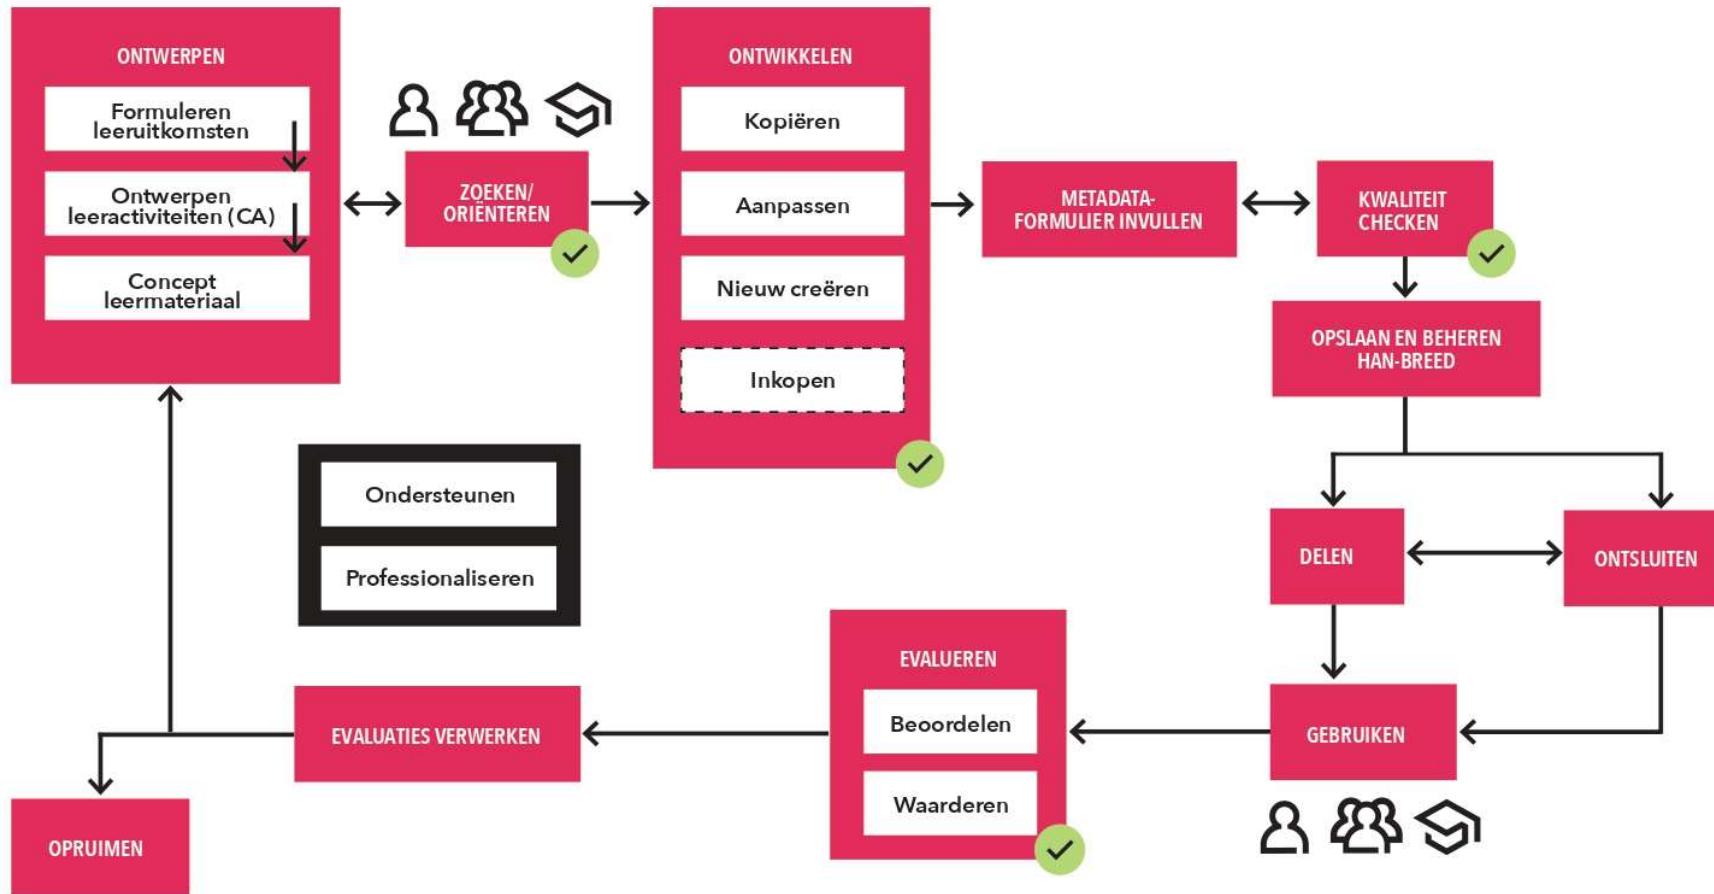 ONTWERPEN
Formuleren
leeruitkomsten
Ontwerpen
leeractiviteiten (CA)
Concept
leermateriaal
ZOEKEN/
ORIËNTEREN
ONTWIKKELEN
Kopiëren
Aanpassen
Nieuw creëren
Inkopen
METADATA-
FORMULIER INVULLEN
KWALITEIT
CHECKEN
OPSLAAN EN BEHEREN
HAN-BREED
DELEN
ONTSLUITEN
GEBRUIKEN
EVALUEREN
Beoordelen
Waarderen
EVALUATIES VERWERKEN
OPRUIMEN
Ondersteunen
Professionaliseren